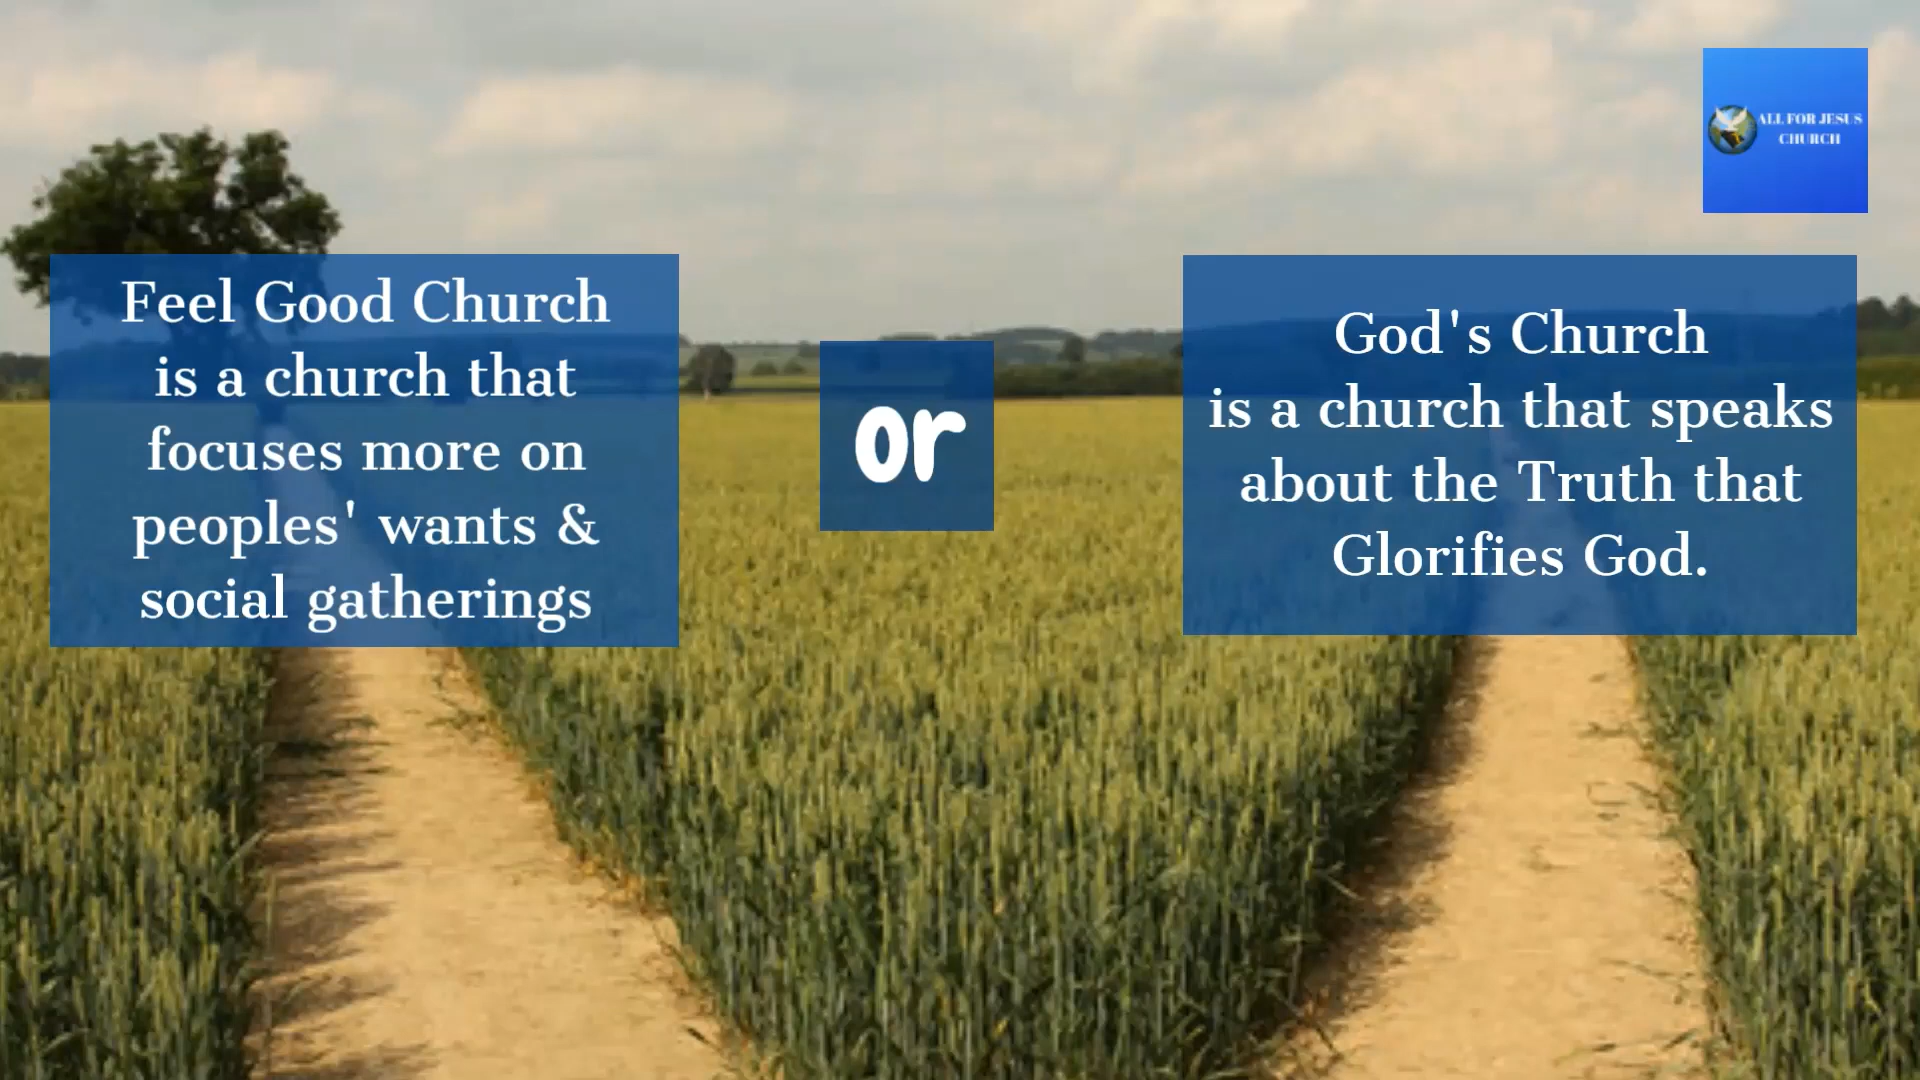 ALL FOR JESUS
CHURCH
Feel Good Church
is a church that
focuses more on
peoples' wants &
social gatherings
or
God's Church
is a church that speaks
about the Truth that
Glorifies God.